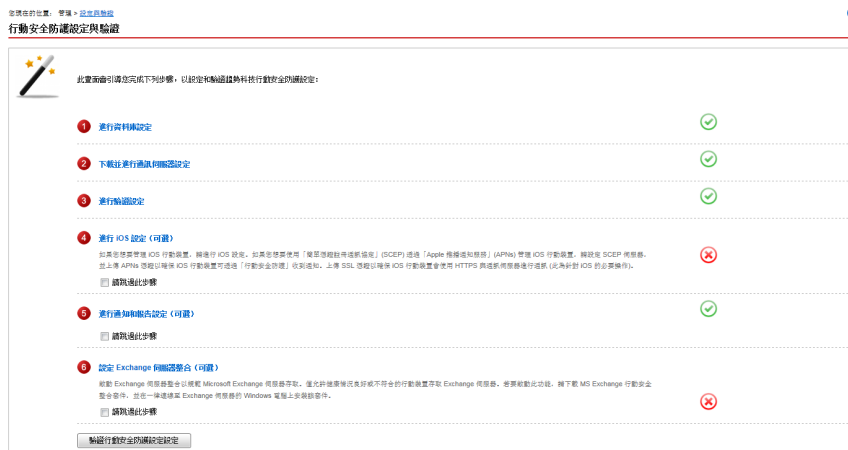 您現在的位置： 管理 > 設定與驗證
行動安全防護設定與驗證
此畫面會引導您完成下列步驟，以設定和驗證趨勢科技行動安全防護設定：
1 進行資料庫設定
2 下載並進行通訊伺服器設定
3 進行驗證設定
4 進行 iOS 設定（可選）
如果您想要管理 iOS 行動裝置，請進行 iOS 設定。如果您想要使用「簡單憑證註冊通訊協定」(SCEP) 透過「Apple 推播通知服務」(APNs) 管理 iOS 行動裝置，請設定 SCEP 伺服器，
並上傳 APNs 憑證以確保 iOS 行動裝置可透過「行動安全防護」收到通知。上傳 SSL 憑證以確保 iOS 行動裝置會使用 HTTPS 與通訊伺服器進行通訊 (此為針對 iOS 的必要操作)。
請跳過此步驟
5 進行通知和報告設定（可選）
請跳過此步驟
6 設定 Exchange 伺服器整合（可選）
啟動 Exchange 伺服器整合以規範 Microsoft Exchange 伺服器存取。僅允許健康情況良好或不符合的行動裝置存取 Exchange 伺服器。若要啟動此功能，請下載 MS Exchange 行動安全
整合套件，並在一律連線至 Exchange 伺服器的 Windows 電腦上安裝該套件。
請跳過此步驟
驗證行動安全防護設定設定